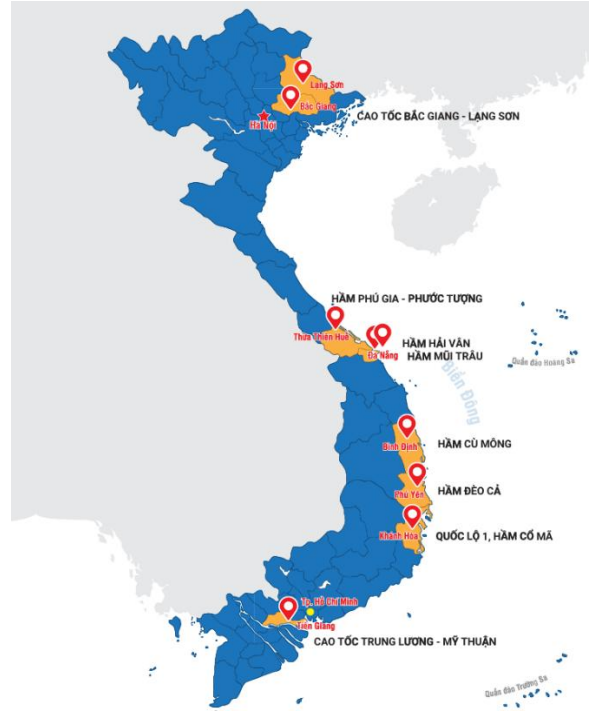 Lạng Sơn
Bắc Giang
CAO TỐC BẮC GIANG - LẠNG SƠN
Hà Nội
HẦM PHÚ GIA - PHƯỚC TƯỢNG
Thừa Thiên Huế
HẦM HẢI VÂN
Đà Nẵng
HẦM MŨI TRÂU
Quần đảo Hoàng Sa
Biển Đông
HẦM CÙ MÔNG
Bình Định
HẦM ĐÈO CẢ
Phú Yên
Khánh Hòa
QUỐC LỘ 1, HẦM CỔ MÃ
Tp. Hồ Chí Minh
Tiền Giang
CAO TỐC TRUNG LƯƠNG - MỸ THUẬN
Quần đảo Trường Sa